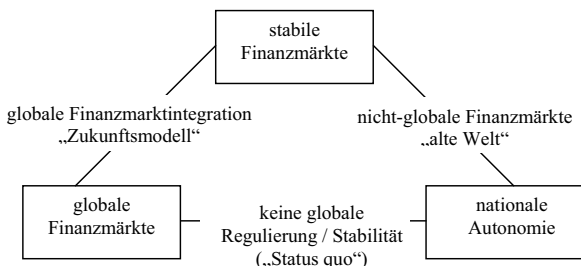 stabile
Finanzmärkte
globale Finanzmarktintegration
„Zukunftsmodell“
nicht-globale Finanzmärkte
„alte Welt“
globale
Finanzmärkte
keine globale
Regulierung / Stabilität
(„Status quo“)
nationale
Autonomie